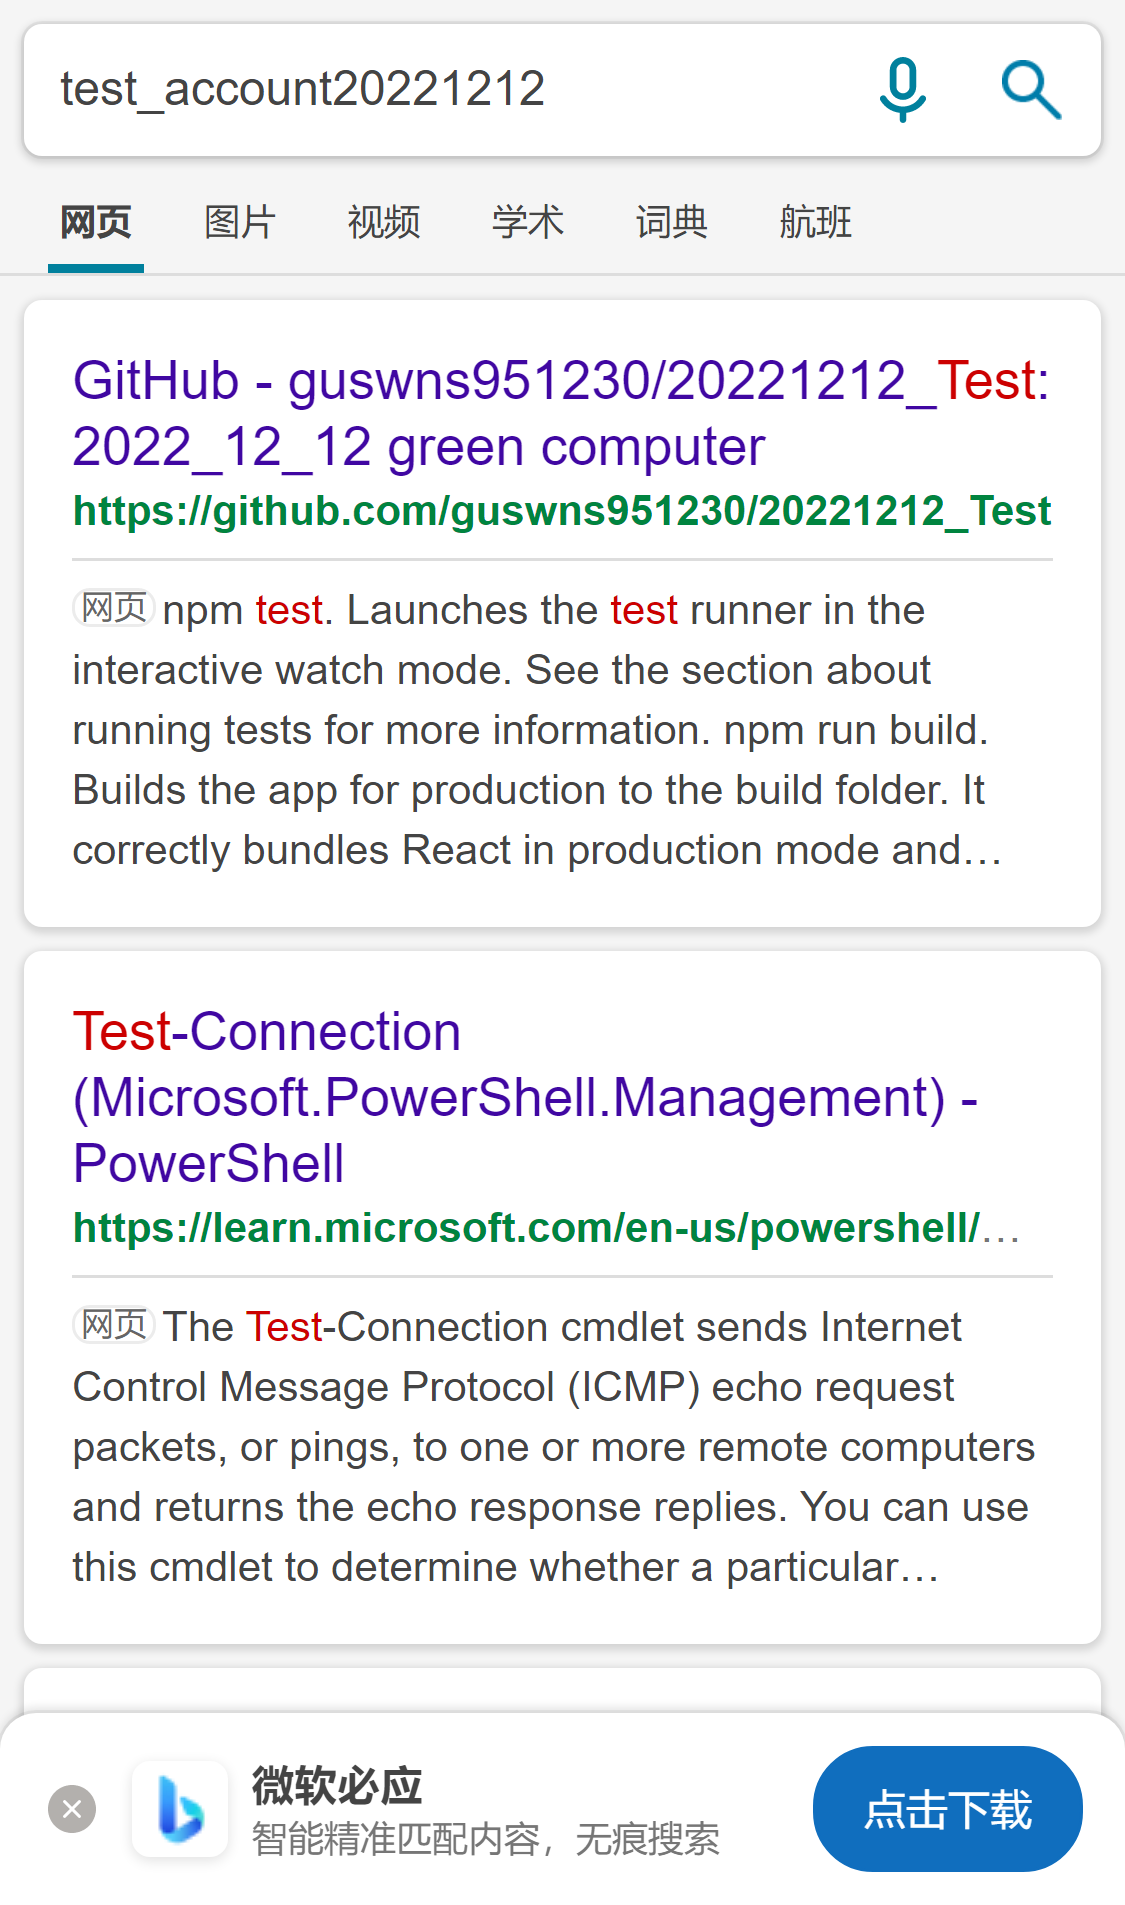 test_account20221212
网页 图片 视频 学术 词典 航班
GitHub - guswns951230/20221212_Test:
2022_12_12 green computer
https://github.com/guswns951230/20221212_Test
网页 npm test. Launches the test runner in the
interactive watch mode. See the section about
running tests for more information. npm run build.
Builds the app for production to the build folder. It
correctly bundles React in production mode and…
Test-Connection
(Microsoft.PowerShell.Management) -
PowerShell
https://learn.microsoft.com/en-us/powershell/…
网页 The Test-Connection cmdlet sends Internet
Control Message Protocol (ICMP) echo request
packets, or pings, to one or more remote computers
and returns the echo response replies. You can use
this cmdlet to determine whether a particular…
微软必应
智能精准匹配内容，无痕搜索
点击下载